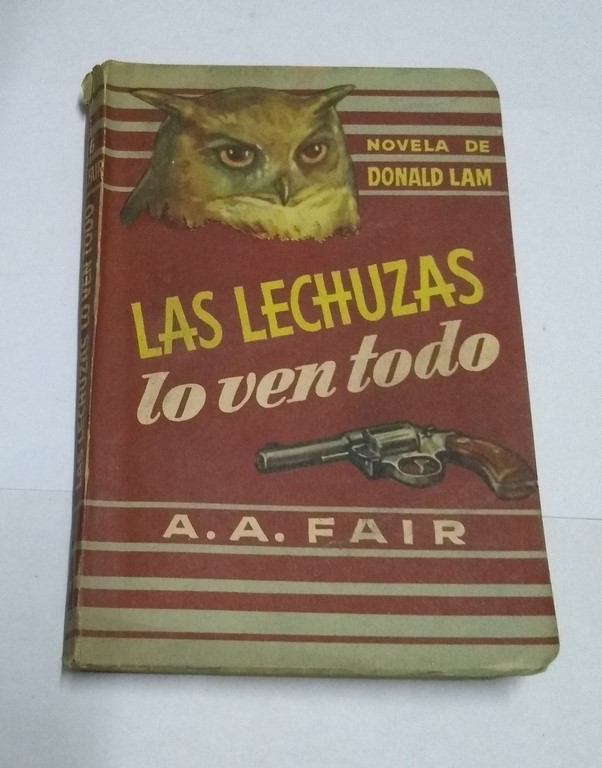 NOVELA DE
DONALD LAM
LAS LECHUZAS
lo ven todo
A. A. FAIR
LAS LECHUZAS LO VEN TODO